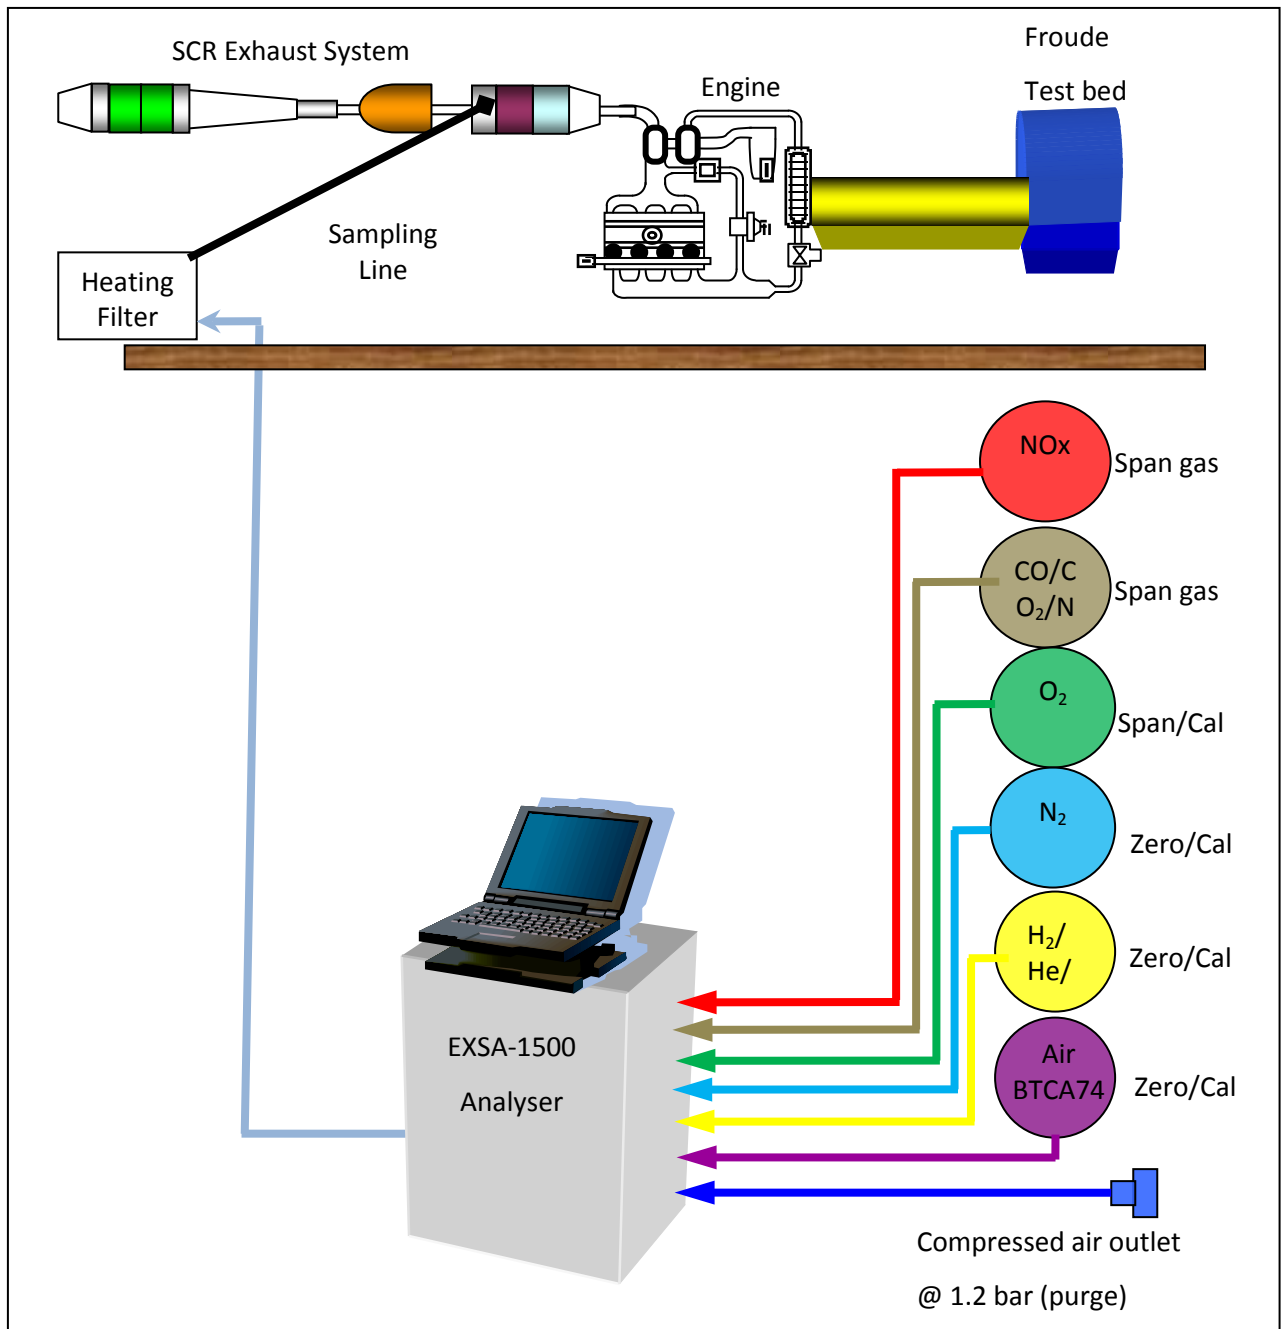 SCR Exhaust System
Froude
Test bed
Engine
Sampling
Line
Heating
Filter
NOx
Span gas
CO/C
O₂/N
Span gas
O₂
Span/Cal
N₂
Zero/Cal
H₂/
He/
Zero/Cal
Air
BTCA74
Zero/Cal
EXSA-1500
Analyser
Compressed air outlet
@ 1.2 bar (purge)